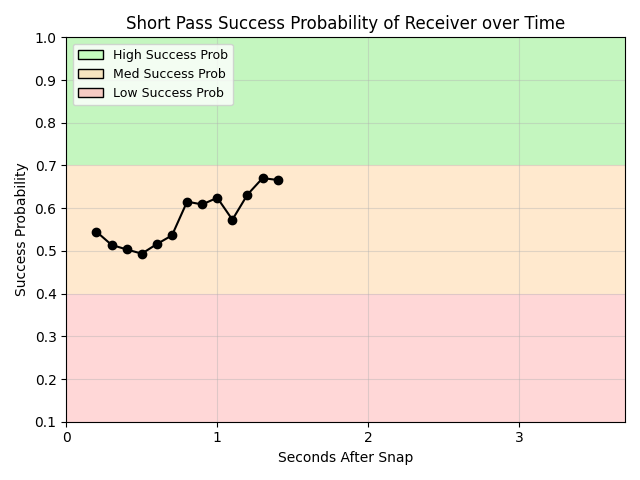 Short Pass Success Probability of Receiver over Time
High Success Prob
Med Success Prob
Low Success Prob
Success Probability
1.0
0.9
0.8
0.7
0.6
0.5
0.4
0.3
0.2
0.1
0 1 2 3
Seconds After Snap